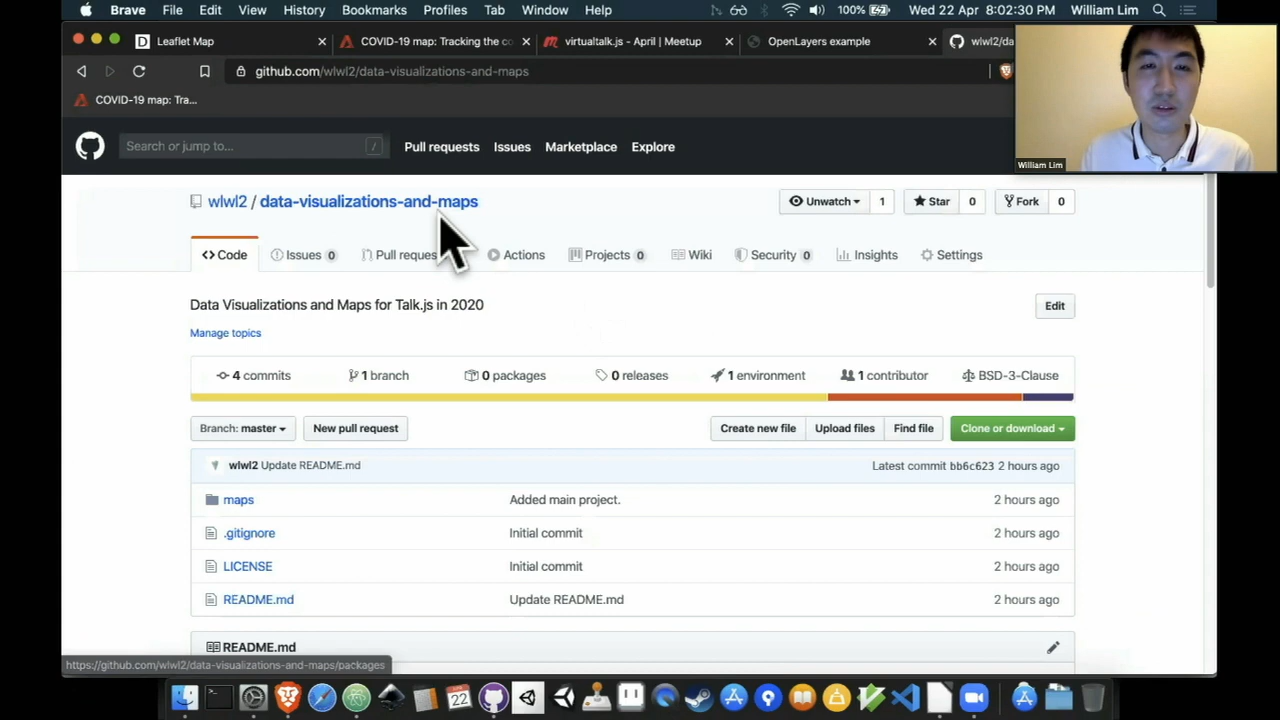 Brave File Edit View History Bookmarks Profiles Tab Window Help 100% Wed 22 Apr 8:02:30 PM William Lim
Leaflet Map COVID-19 map: Tracking the co virtualtalk.js - April | Meetup OpenLayers example wlwl2/da
github.com/wlwl2/data-visualizations-and-maps
COVID-19 map: Tra...
William Lim
Search or jump to... / Pull requests Issues Marketplace Explore
wlwl2 / data-visualizations-and-maps Unwatch 1 Star 0 Fork 0
Code Issues 0 Pull reques Actions Projects 0 Wiki Security 0 Insights Settings
Data Visualizations and Maps for Talk.js in 2020 Edit
Manage topics
4 commits 1 branch 0 packages 0 releases 1 environment 1 contributor BSD-3-Clause
Branch: master New pull request Create new file Upload files Find file Clone or download
wlwl2 Update README.md Latest commit bb6c623 2 hours ago
maps Added main project. 2 hours ago
.gitignore Initial commit 2 hours ago
LICENSE Initial commit 2 hours ago
README.md Update README.md 2 hours ago
README.md
https://github.com/wlwl2/data-visualizations-and-maps/packages
22